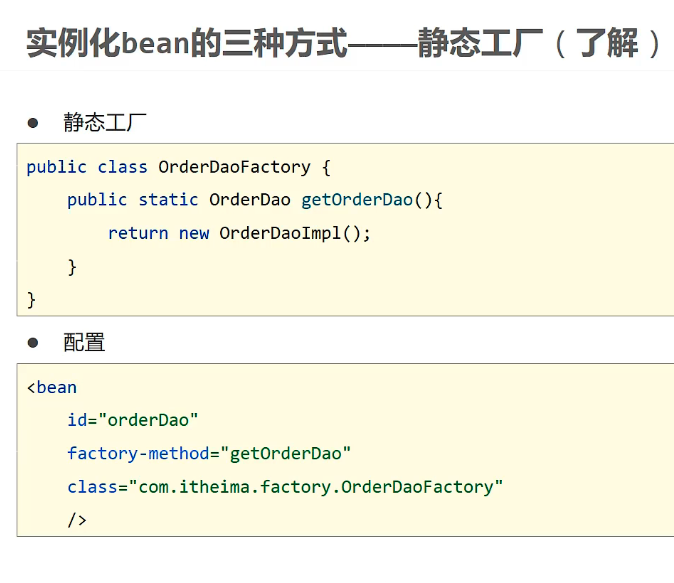 实例化bean的三种方式————静态工厂（了解）
● 静态工厂
public class OrderDaoFactory {
    public static OrderDao getOrderDao(){
        return new OrderDaoImpl();
    }
}
● 配置
<bean
    id="orderDao"
    factory-method="getOrderDao"
    class="com.itheima.factory.OrderDaoFactory"
    />